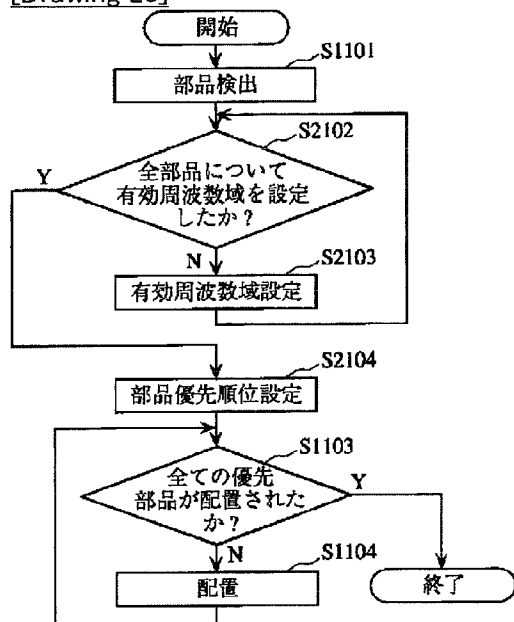 開始
S1101
部品検出
S2102
全部品について
有効周波数域を設定
したか？
Y
N
S2103
有効周波数域設定
S2104
部品優先順位設定
S1103
全ての優先
部品が配置された
か？
Y
N
S1104
配置
終了